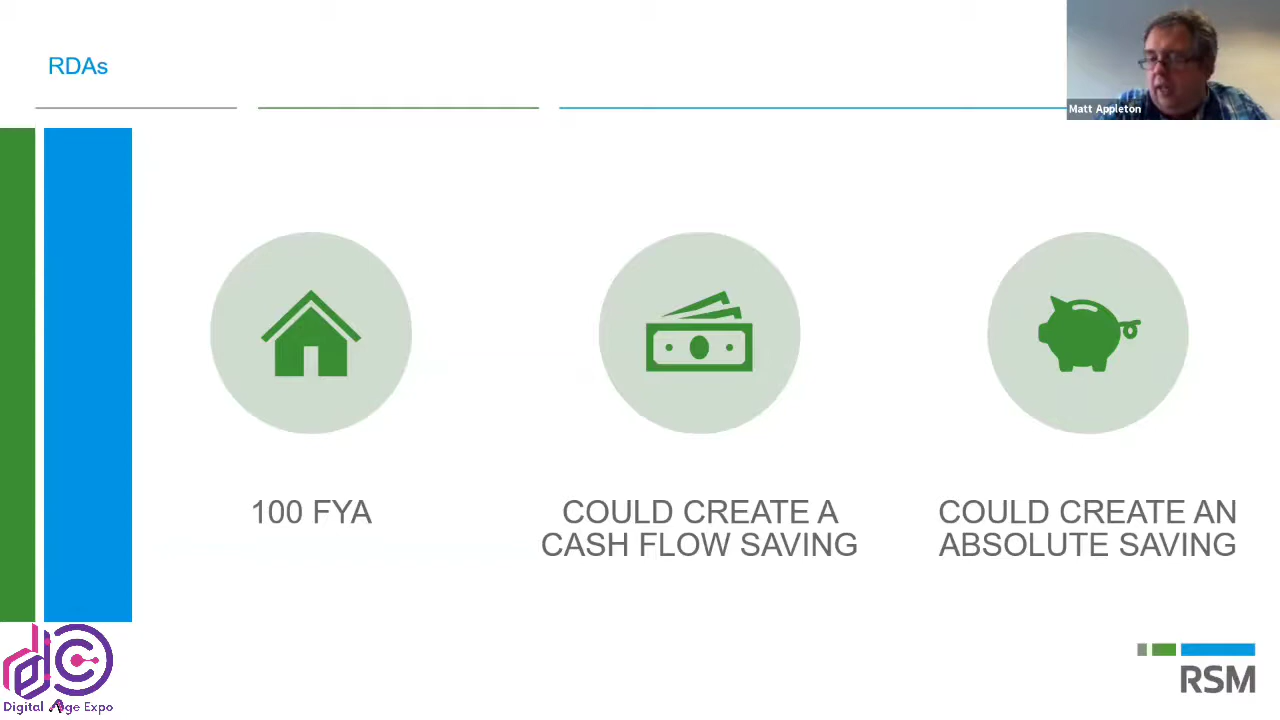 RDAs
Matt Appleton
100 FYA
COULD CREATE A
CASH FLOW SAVING
COULD CREATE AN
ABSOLUTE SAVING
Digital Age Expo
RSM